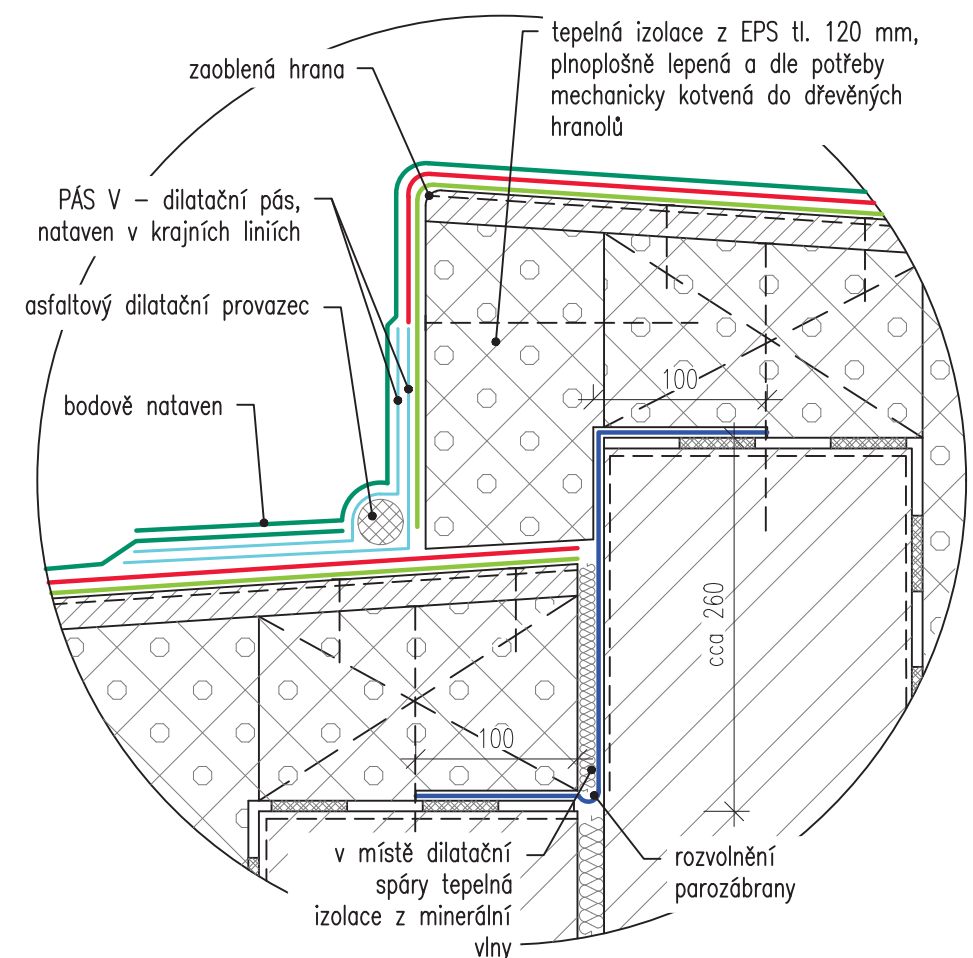 tepelná izolace z EPS tl. 120 mm,
plnoplošně lepená a dle potřeby
mechanicky kotvená do dřevěných
hranolů
zaoblená hrana
PÁS V – dilatační pás,
nataven v krajních liniích
asfaltový dilatační provazec
bodově nataven
100
cca 260
100
v místě dilatační
spáry tepelná
izolace z minerální
vlny
rozvolnění
parozábrany